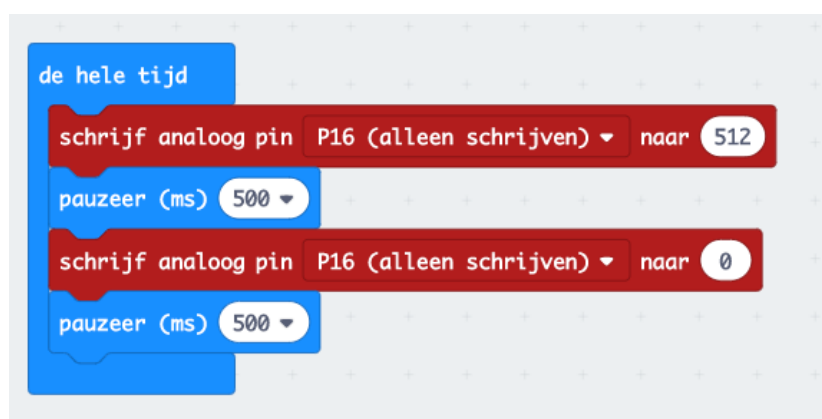 de hele tijd
schrijf analoog pin P16 (alleen schrijven) naar 512
pauzeer (ms) 500
schrijf analoog pin P16 (alleen schrijven) naar 0
pauzeer (ms) 500